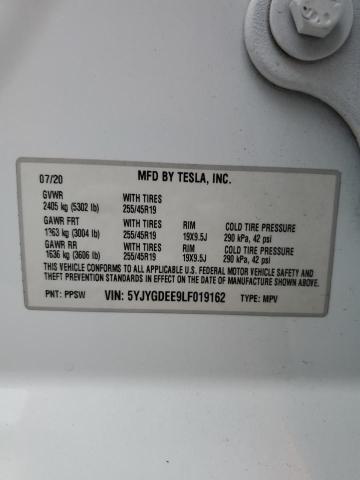 07/20 MFD BY TESLA, INC.
GVWR WITH TIRES
2405 kg (5302 lb) 255/45R19
GAWR FRT WITH TIRES RIM COLD TIRE PRESSURE
1363 kg (3004 lb) 255/45R19 19X9.5J 290 kPa, 42 psi
GAWR RR WITH TIRES RIM COLD TIRE PRESSURE
1636 kg (3606 lb) 255/45R19 19X9.5J 290 kPa, 42 psi
THIS VEHICLE CONFORMS TO ALL APPLICABLE U.S. FEDERAL MOTOR VEHICLE SAFETY AND
THEFT PREVENTION STANDARDS IN EFFECT ON THE DATE OF MANUFACTURE SHOWN ABOVE.
PNT: PPSW VIN: 5YJYGDEE9LF019162 TYPE: MPV